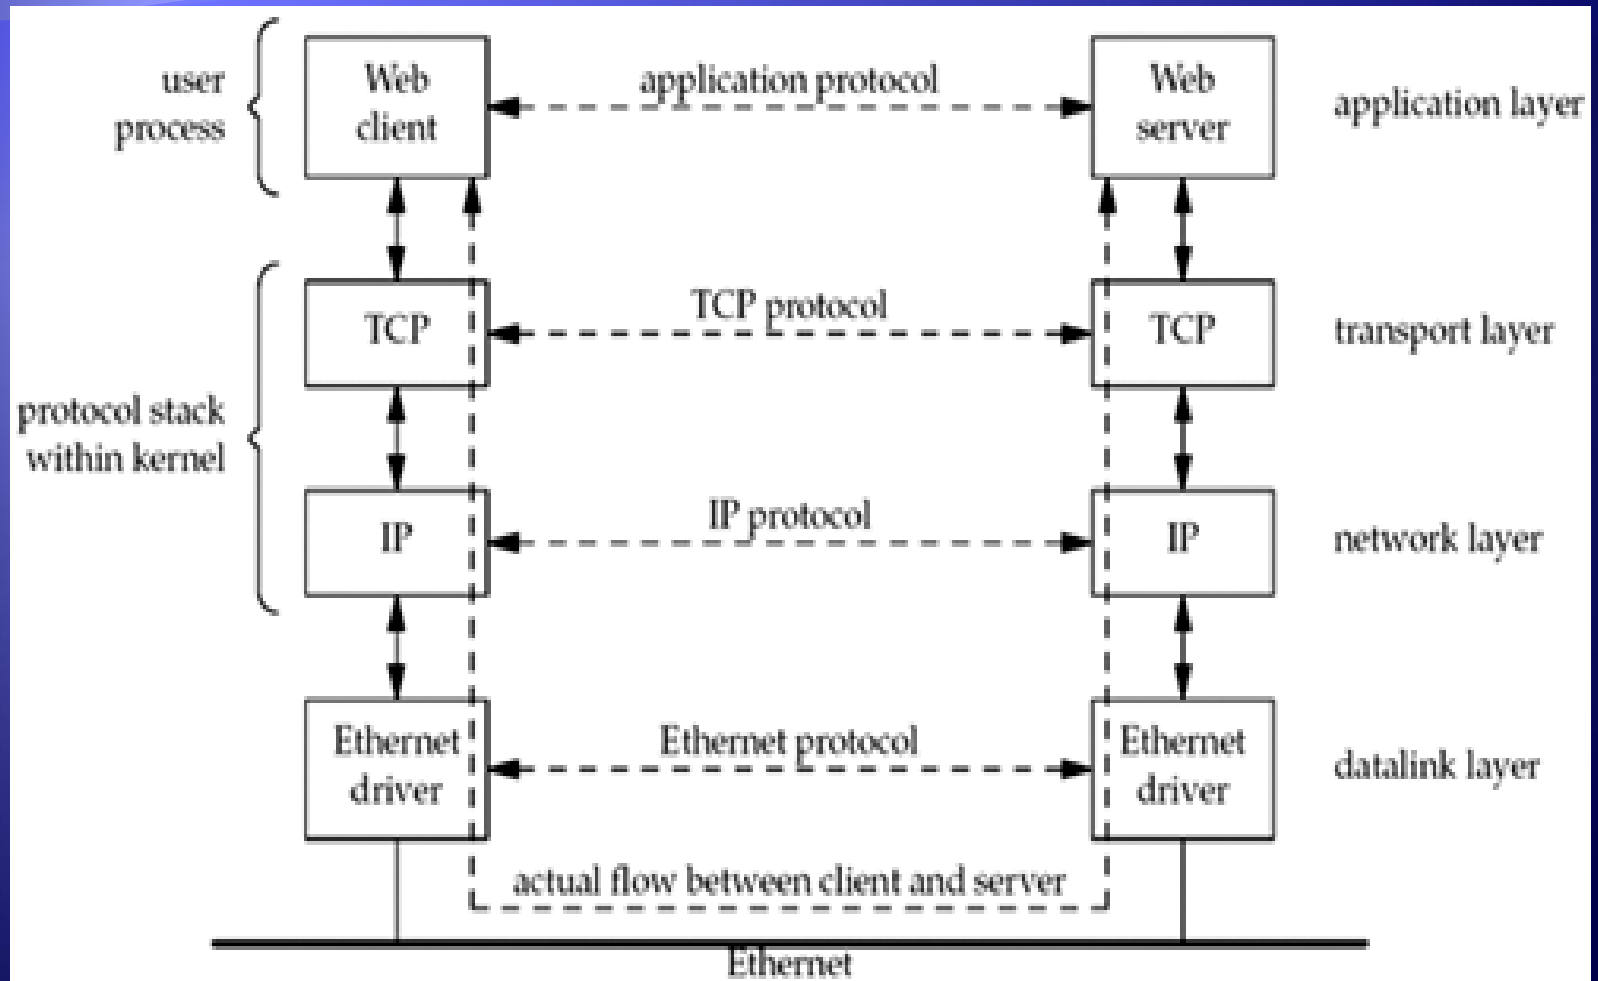 user
process
Web
client
application protocol
Web
server
application layer
TCP
TCP protocol
TCP
transport layer
protocol stack
within kernel
IP
IP protocol
IP
network layer
Ethernet
driver
Ethernet protocol
Ethernet
driver
datalink layer
actual flow between client and server
Ethernet